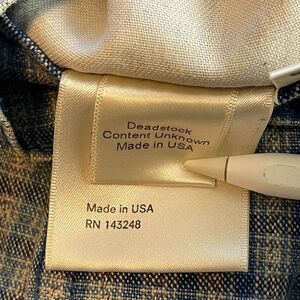 Deadstock
Content Unknown
Made in USA
Made in USA
RN 143248